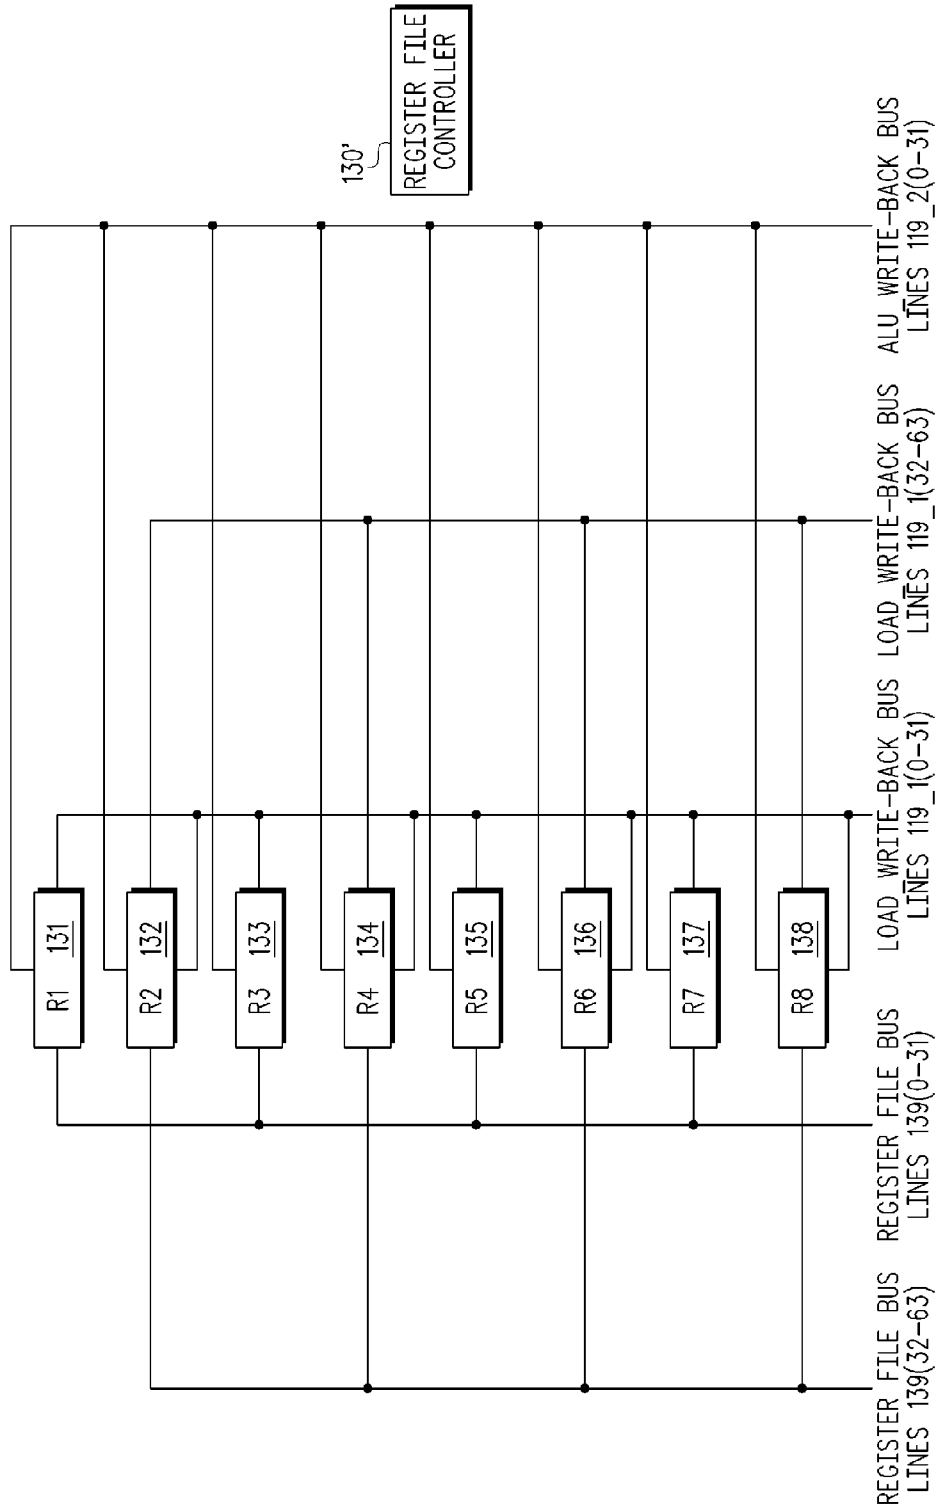 130'
REGISTER FILE
CONTROLLER
R1 131
R2 132
R3 133
R4 134
R5 135
R6 136
R7 137
R8 138
REGISTER FILE BUS
LINES 139(32-63)
REGISTER FILE BUS
LINES 139(0-31)
LOAD WRITE-BACK BUS
LINES 119_1(0-31)
LOAD WRITE-BACK BUS
LINES 119_1(32-63)
ALU WRITE-BACK BUS
LINES 119_2(0-31)